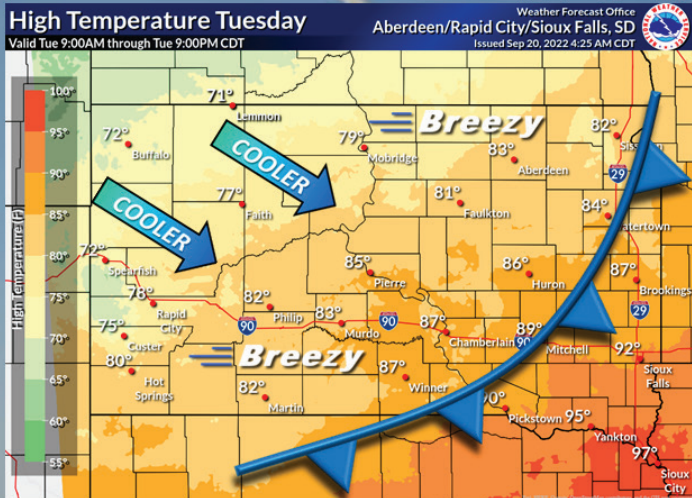 High Temperature Tuesday
Valid Tue 9:00AM through Tue 9:00PM CDT
Weather Forecast Office
Aberdeen/Rapid City/Sioux Falls, SD
Issued Sep 20, 2022 4:25 AM CDT
NATIONAL WEATHER SERVICE
High Temperature (F)
100°
95°
90°
85°
80°
75°
70°
65°
60°
55°
71°
Lemmon
72°
Buffalo
COOLER
79°
Mobridge
Breezy
83°
Aberdeen
82°
29
COOLER
77°
Faith
81°
Faulkton
84°
72°
Spearfish
85°
Pierre
86°
Huron
87°
Brookings
78°
Rapid
City
82°
Philip
83°
Murdo
90
90
87°
Chamberlain
89°
90
Mitchell
29
75°
Custer
80°
Hot
Springs
Breezy
82°
Martin
87°
Winner
92°
Sioux
Falls
Pickstown
95°
Yankton
97°
Sioux
City